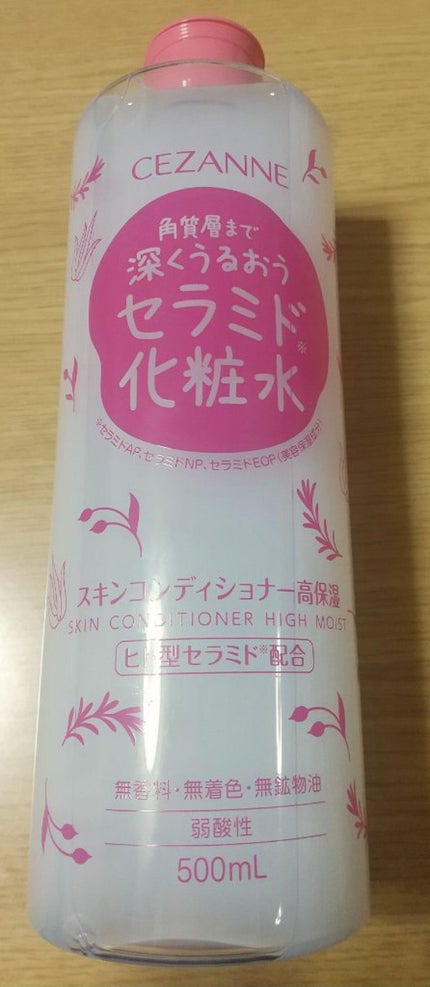 CEZANNE
角質層まで
深くうるおう
セラミド
化粧水※
※セラミドAP、セラミドNP、セラミドEOP(美容保湿成分)
スキンコンディショナー高保湿
SKIN CONDITIONER HIGH MOIST
ヒト型セラミド※配合
無香料・無着色・無鉱物油
弱酸性
500mL